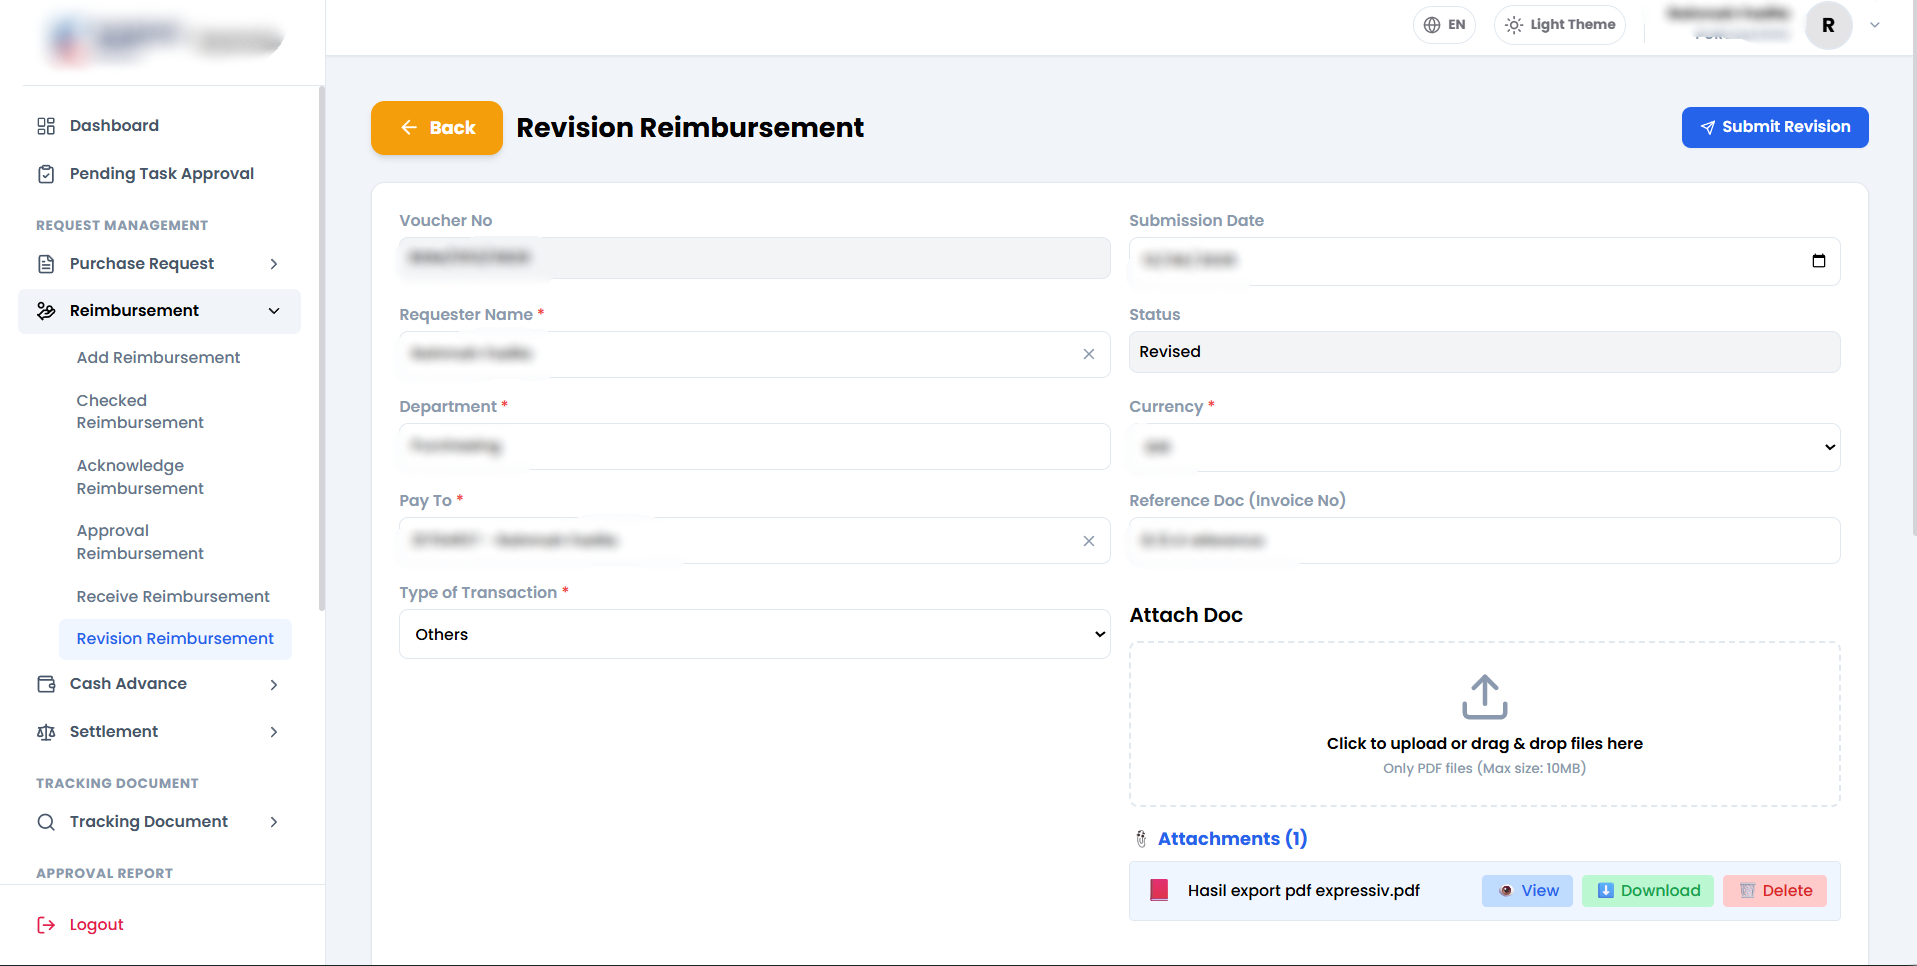 EN
Light Theme
R
Dashboard
Pending Task Approval
REQUEST MANAGEMENT
Purchase Request
Reimbursement
Add Reimbursement
Checked
Reimbursement
Acknowledge
Reimbursement
Approval
Reimbursement
Receive Reimbursement
Revision Reimbursement
Cash Advance
Settlement
TRACKING DOCUMENT
Tracking Document
APPROVAL REPORT
Logout
Back
Revision Reimbursement
Submit Revision
Voucher No
Submission Date
Requester Name *
Status
Revised
Department *
Currency *
Pay To *
Reference Doc (Invoice No)
Type of Transaction *
Others
Attach Doc
Click to upload or drag & drop files here
Only PDF files (Max size: 10MB)
Attachments (1)
Hasil export pdf expressiv.pdf
View
Download
Delete